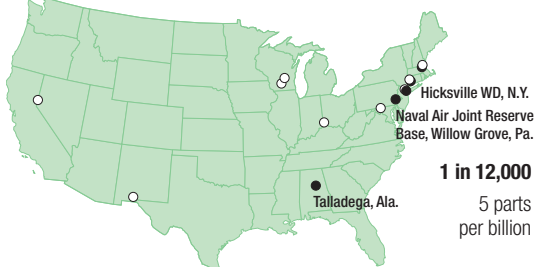 Hicksville WD, N.Y.
Naval Air Joint Reserve
Base, Willow Grove, Pa.
1 in 12,000
5 parts
per billion
Talladega, Ala.